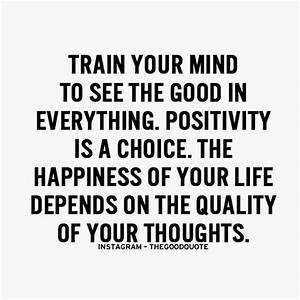 TRAIN YOUR MIND
TO SEE THE GOOD IN
EVERYTHING. POSITIVITY
IS A CHOICE. THE
HAPPINESS OF YOUR LIFE
DEPENDS ON THE QUALITY
OF YOUR THOUGHTS.
INSTAGRAM - THEGOODQUOTE